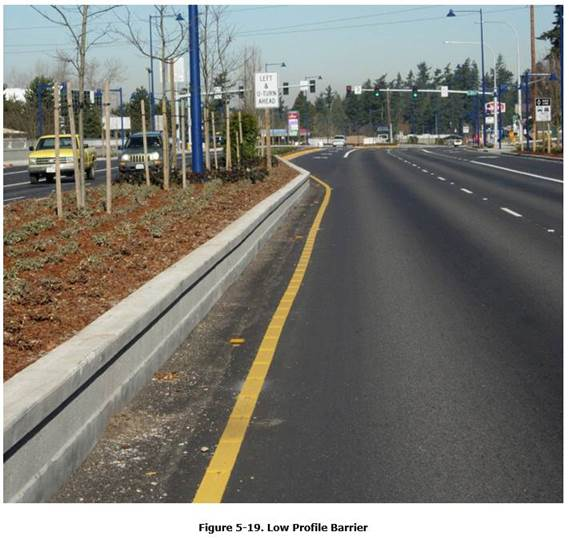 LEFT
&
U-TURN
AHEAD
Figure 5-19. Low Profile Barrier